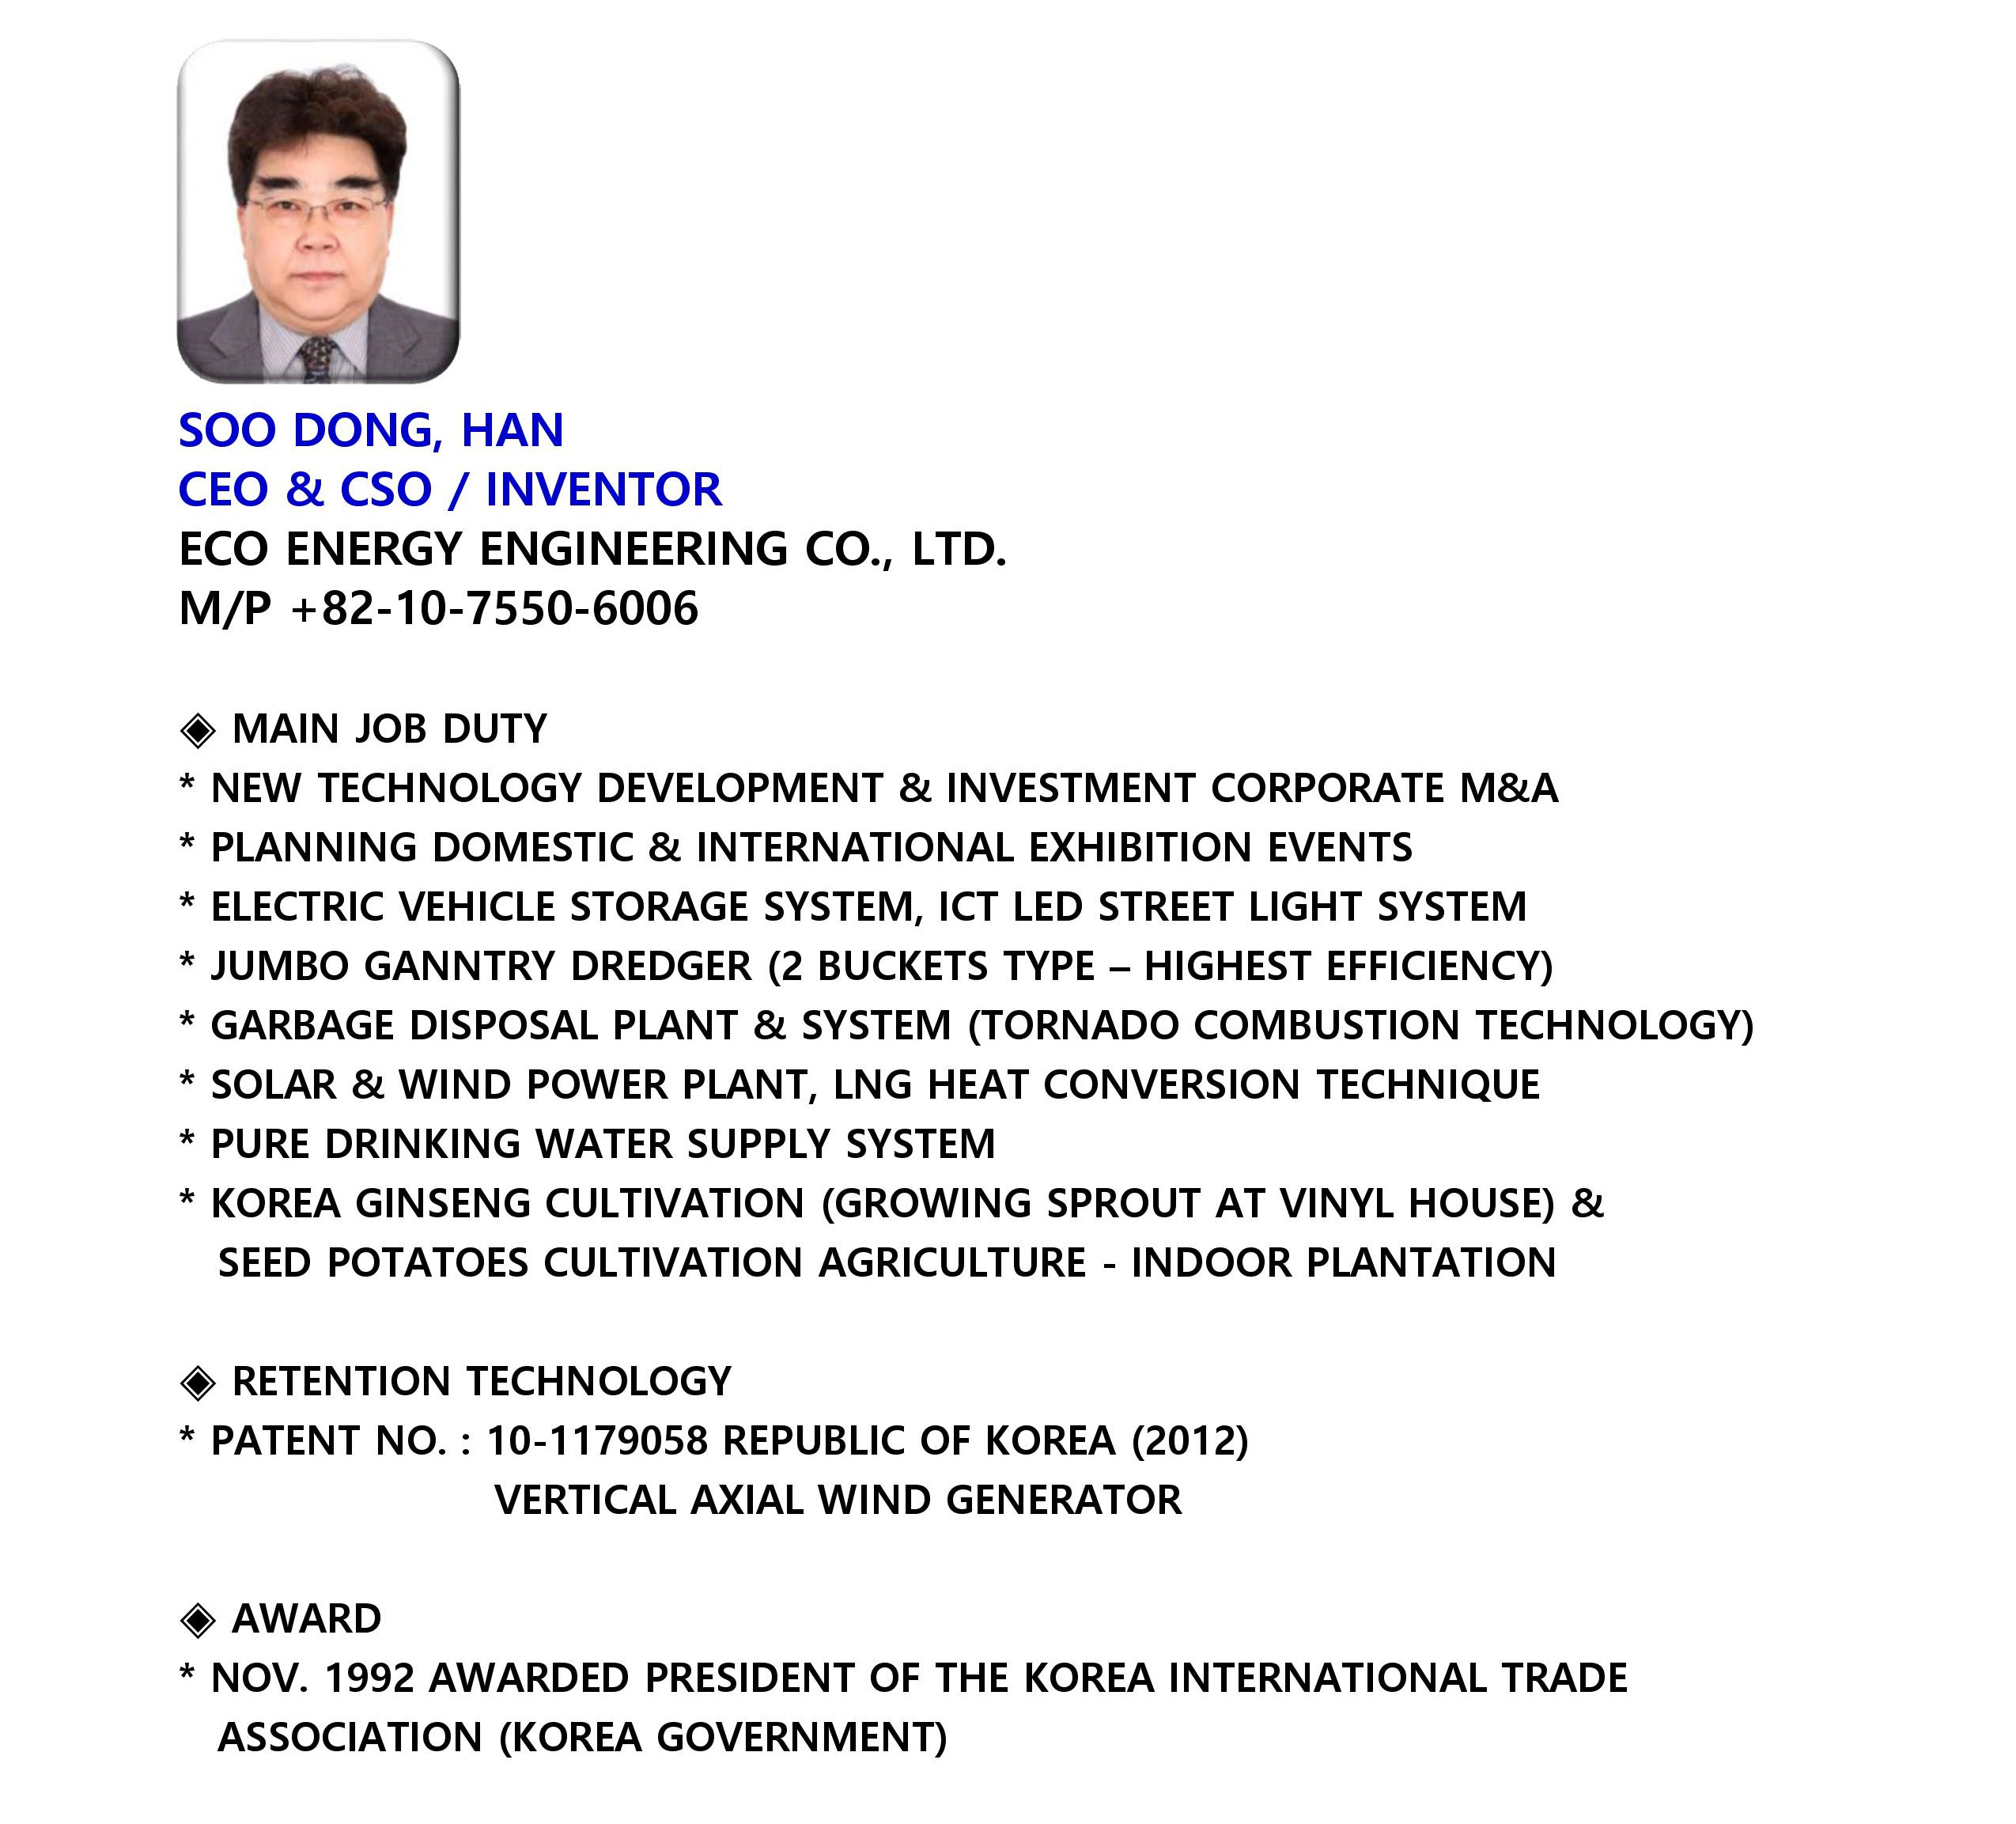 SOO DONG, HAN
CEO & CSO / INVENTOR
ECO ENERGY ENGINEERING CO., LTD.
M/P +82-10-7550-6006
◈ MAIN JOB DUTY
* NEW TECHNOLOGY DEVELOPMENT & INVESTMENT CORPORATE M&A
* PLANNING DOMESTIC & INTERNATIONAL EXHIBITION EVENTS
* ELECTRIC VEHICLE STORAGE SYSTEM, ICT LED STREET LIGHT SYSTEM
* JUMBO GANNTRY DREDGER (2 BUCKETS TYPE – HIGHEST EFFICIENCY)
* GARBAGE DISPOSAL PLANT & SYSTEM (TORNADO COMBUSTION TECHNOLOGY)
* SOLAR & WIND POWER PLANT, LNG HEAT CONVERSION TECHNIQUE
* PURE DRINKING WATER SUPPLY SYSTEM
* KOREA GINSENG CULTIVATION (GROWING SPROUT AT VINYL HOUSE) &
SEED POTATOES CULTIVATION AGRICULTURE - INDOOR PLANTATION
◈ RETENTION TECHNOLOGY
* PATENT NO. : 10-1179058 REPUBLIC OF KOREA (2012)
VERTICAL AXIAL WIND GENERATOR
◈ AWARD
* NOV. 1992 AWARDED PRESIDENT OF THE KOREA INTERNATIONAL TRADE
ASSOCIATION (KOREA GOVERNMENT)